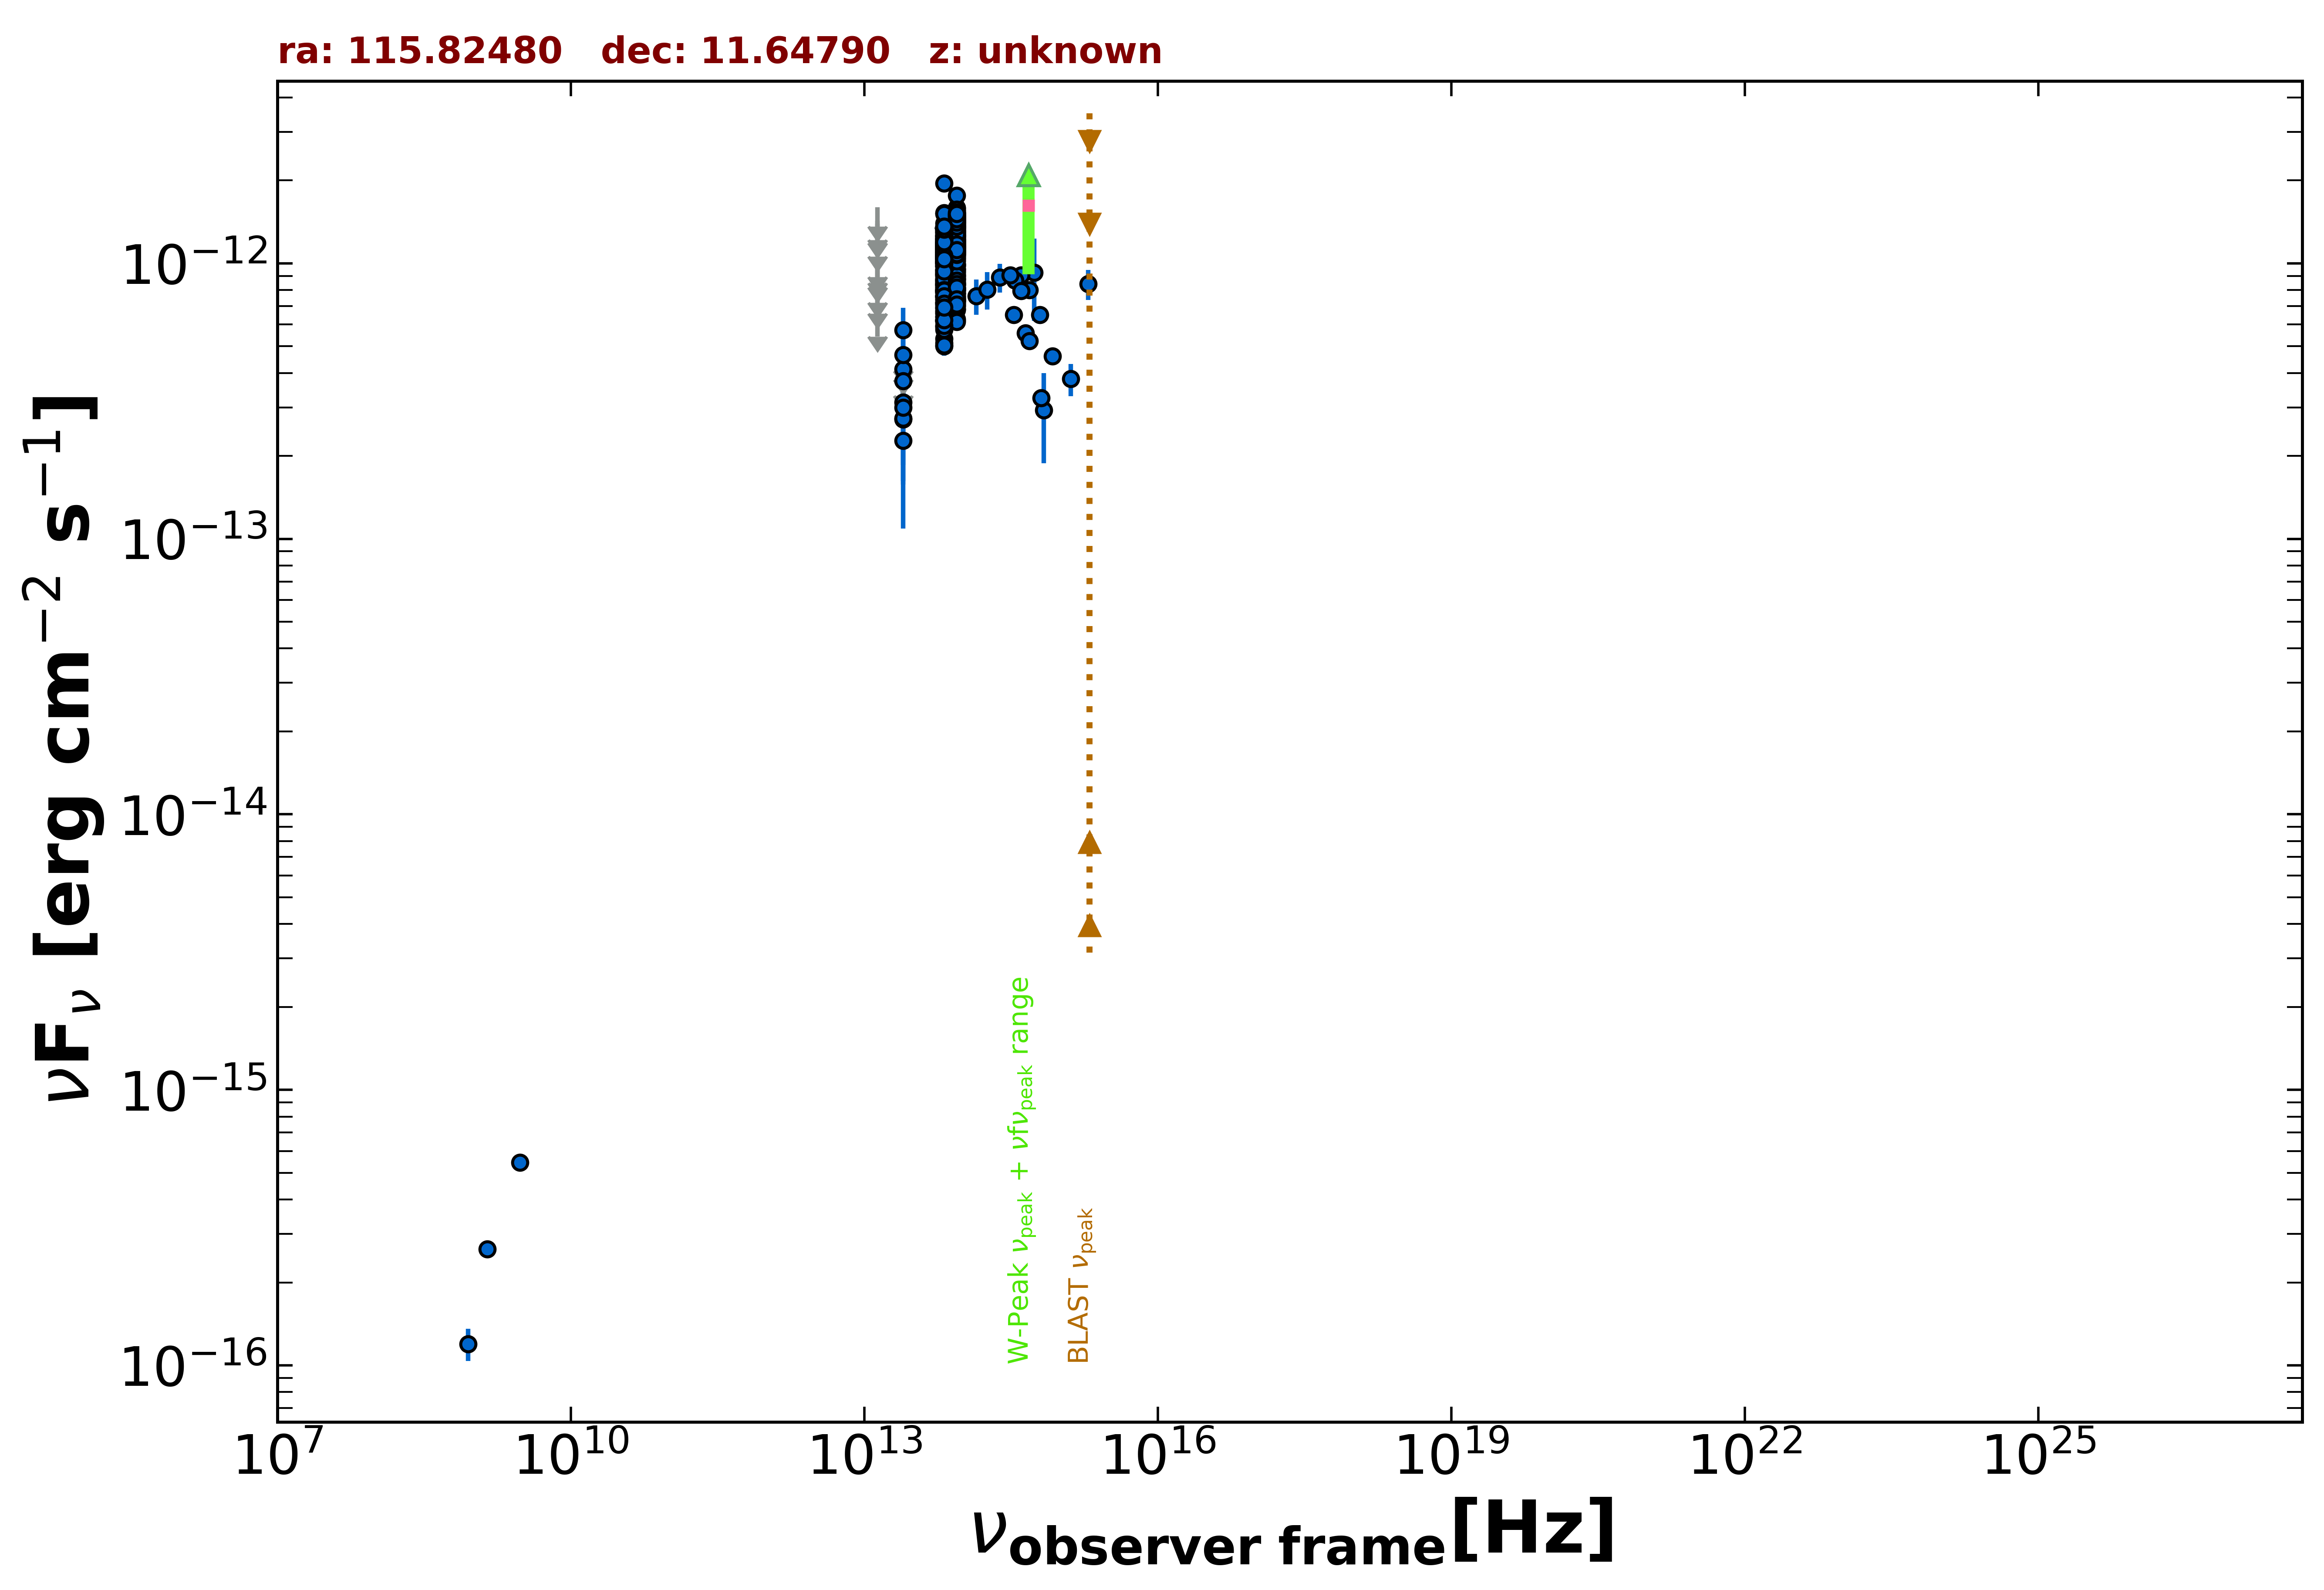 ra: 115.82480 dec: 11.64790 z: unknown
νFν [erg cm⁻² s⁻¹]
10⁻¹²
10⁻¹³
10⁻¹⁴
10⁻¹⁵
10⁻¹⁶
W-Peak νpeak + νfνpeak range
BLAST νpeak
10⁷ 10¹⁰ 10¹³ 10¹⁶ 10¹⁹ 10²² 10²⁵
νobserver frame[Hz]